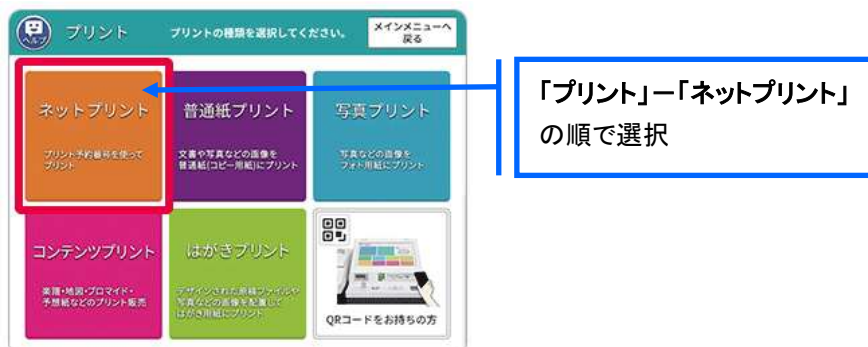 ヘルプ
プリント
プリントの種類を選択してください。
メインメニューへ
戻る
ネットプリント
プリント予約番号を使って
プリント
普通紙プリント
文書や写真などの画像を
普通紙(コピー用紙)にプリント
写真プリント
写真などの画像を
フォト用紙にプリント
コンテンツプリント
楽譜・地図・ブロマイド・
予想紙などのプリント販売
はがきプリント
デザインされた原稿ファイルや
写真などの画像を配置して
はがき用紙にプリント
QRコードをお持ちの方
「プリント」－「ネットプリント」
の順で選択